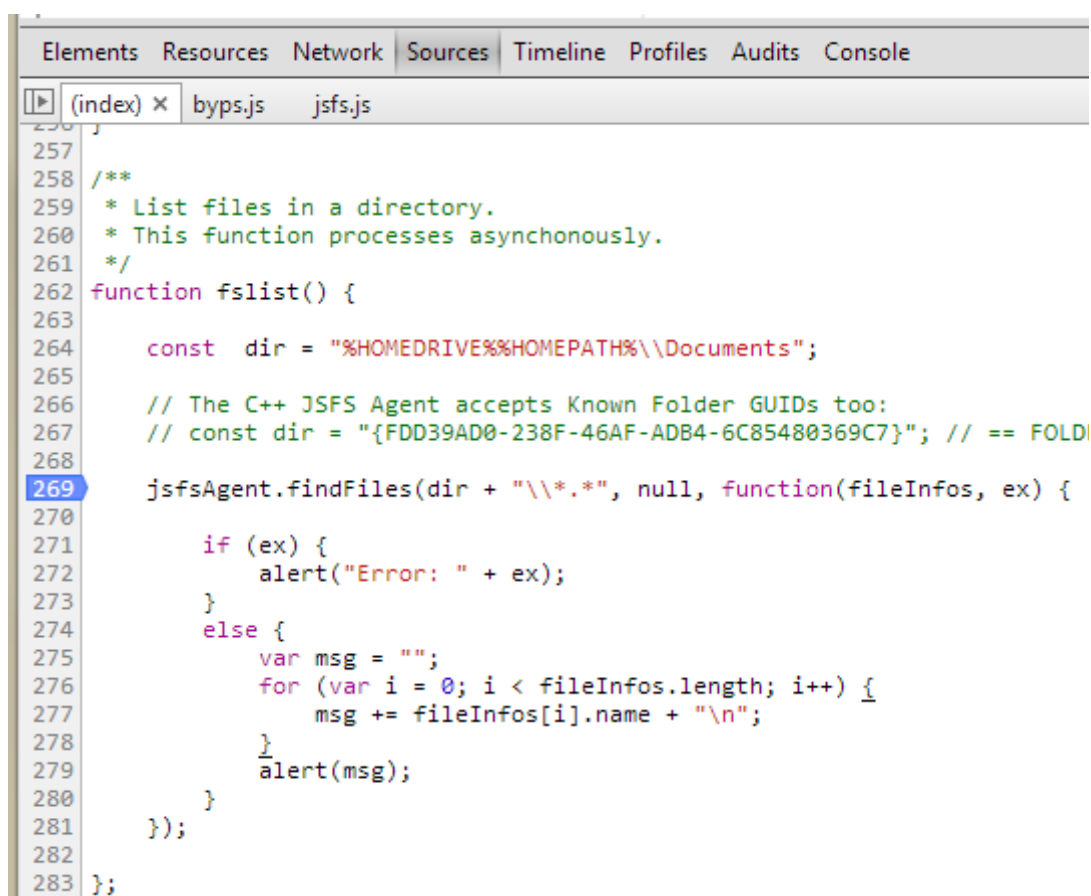 Elements Resources Network Sources Timeline Profiles Audits Console
(index) × byps.js jsfs.js
256 }
257
258 /**
259  * List files in a directory.
260  * This function processes asynchonously.
261  */
262 function fslist() {
263
264     const  dir = "%HOMEDRIVE%%HOMEPATH%\\Documents";
265
266     // The C++ JSFS Agent accepts Known Folder GUIDs too:
267     // const dir = "{FDD39AD0-238F-46AF-ADB4-6C85480369C7}"; // == FOLD
268
269     jsfsAgent.findFiles(dir + "\\*.*", null, function(fileInfos, ex) {
270
271         if (ex) {
272             alert("Error: " + ex);
273         }
274         else {
275             var msg = "";
276             for (var i = 0; i < fileInfos.length; i++) {
277                 msg += fileInfos[i].name + "\n";
278             }
279             alert(msg);
280         }
281     });
282
283 };